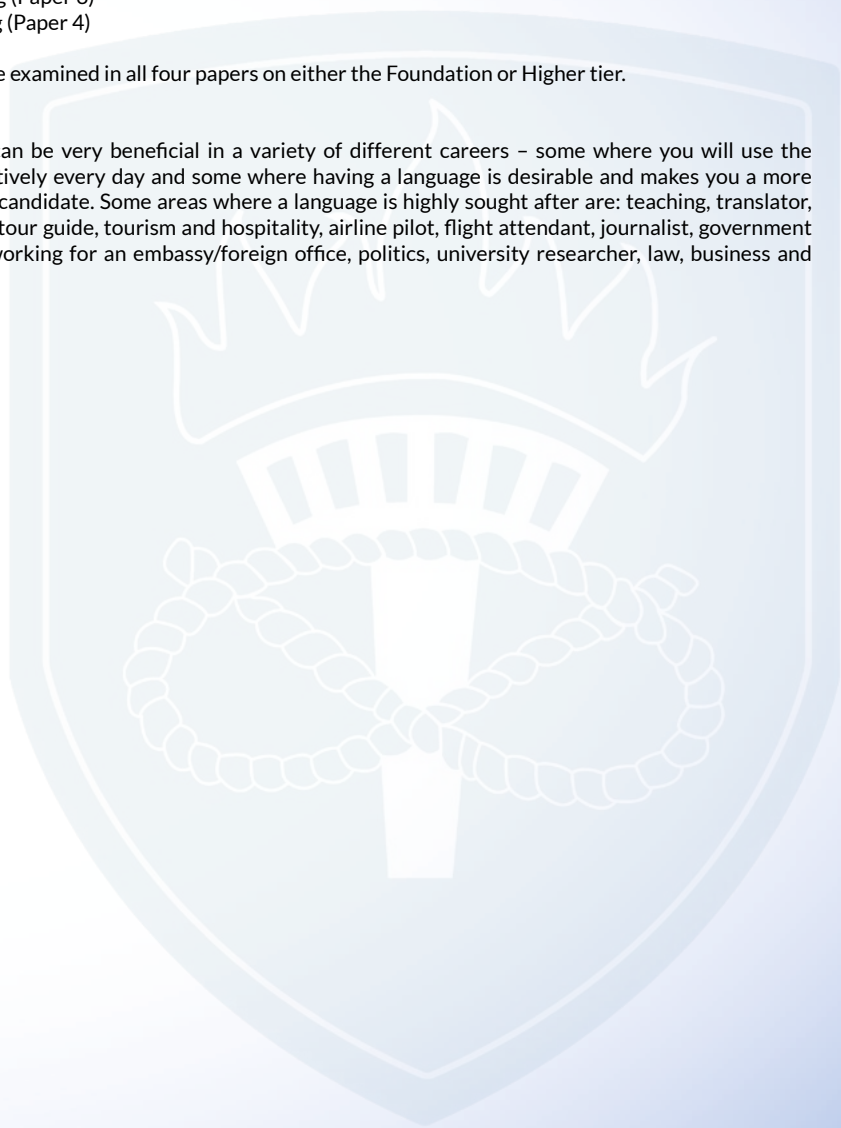 (Paper 4)
examined in all four papers on either the Foundation or Higher tier.
an be very beneficial in a variety of different careers – some where you will use the
tively every day and some where having a language is desirable and makes you a more
candidate. Some areas where a language is highly sought after are: teaching, translator,
tour guide, tourism and hospitality, airline pilot, flight attendant, journalist, government
orking for an embassy/foreign office, politics, university researcher, law, business and